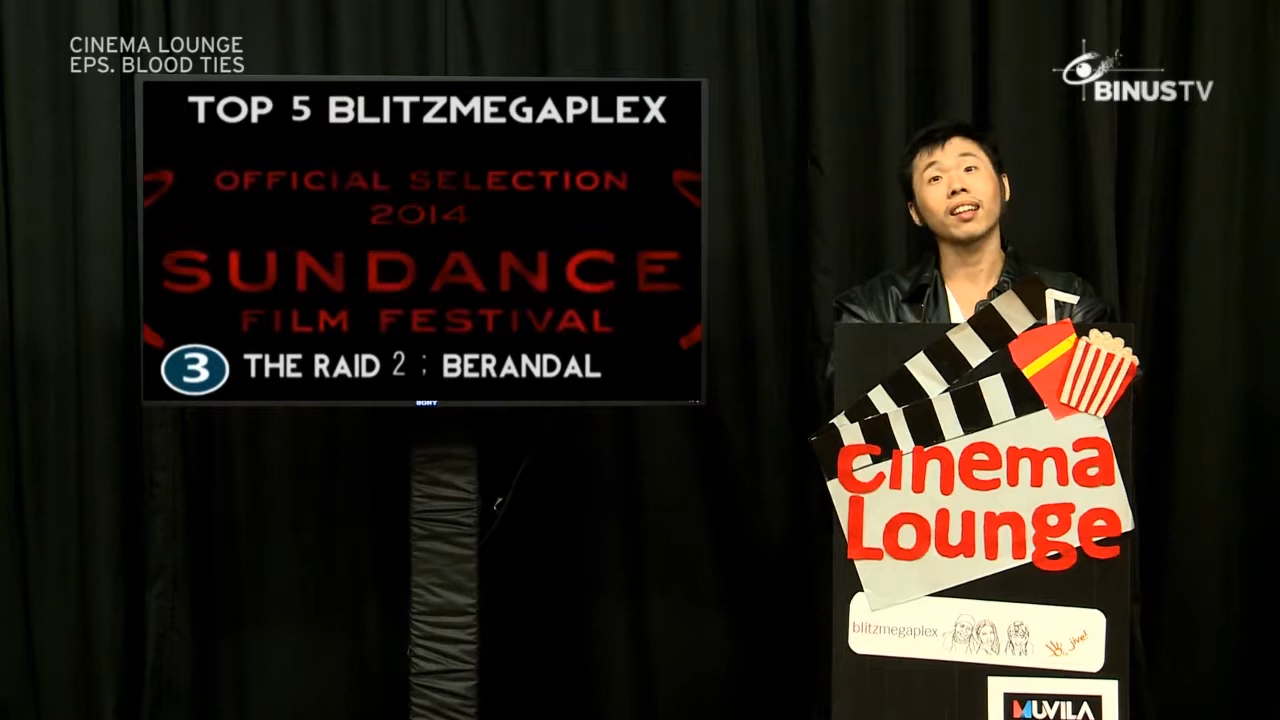 CINEMA LOUNGE
EPS. BLOOD TIES
BINUSTV
TOP 5 BLITZMEGAPLEX
OFFICIAL SELECTION
2014
SUNDANCE
FILM FESTIVAL
3 THE RAID 2 ; BERANDAL
SONY
cinema
Lounge
blitzmegaplex
jive!
MUVILA